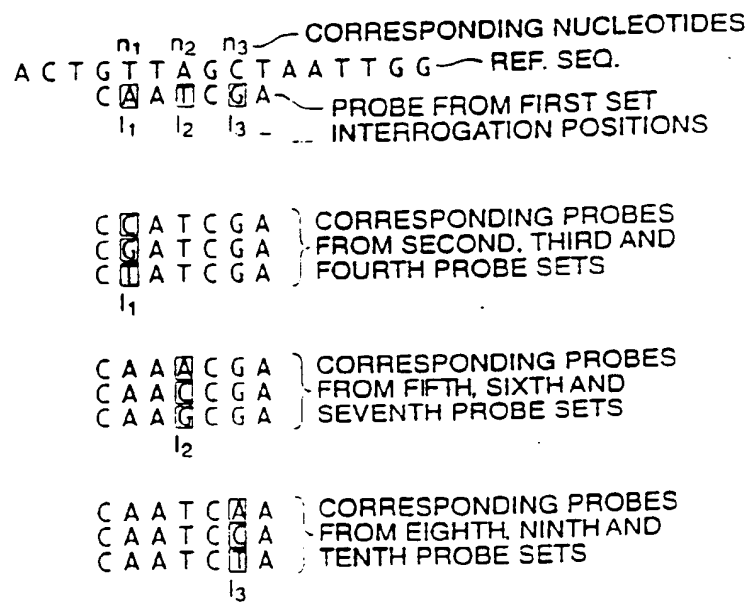 n1 n2 n3 CORRESPONDING NUCLEOTIDES
A C T G T T A G C T A A T T G G REF. SEQ.
C A A T C G A PROBE FROM FIRST SET
I1 I2 I3 INTERROGATION POSITIONS
C C A T C G A CORRESPONDING PROBES
C G A T C G A FROM SECOND, THIRD AND
C T A T C G A FOURTH PROBE SETS
I1
C A A A C G A CORRESPONDING PROBES
C A A C C G A FROM FIFTH, SIXTH AND
C A A G C G A SEVENTH PROBE SETS
I2
C A A T C A A CORRESPONDING PROBES
C A A T C C A FROM EIGHTH, NINTH AND
C A A T C T A TENTH PROBE SETS
I3